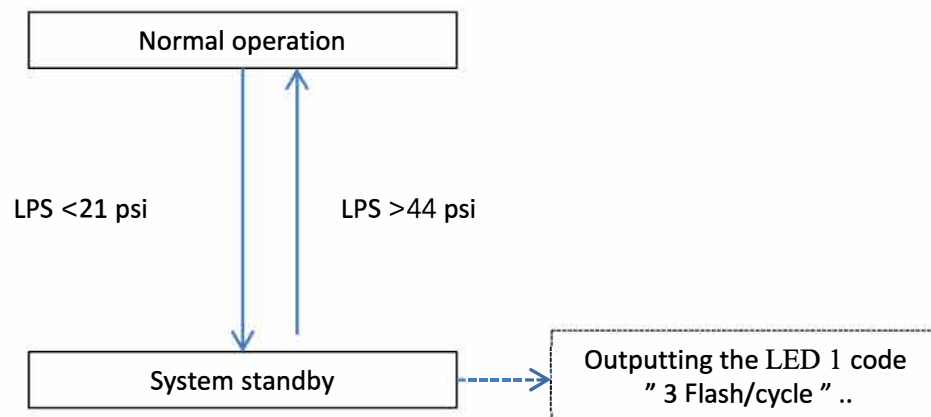 Normal operation
LPS <21 psi
LPS >44 psi
System standby
Outputting the LED 1 code
" 3 Flash/cycle " ..